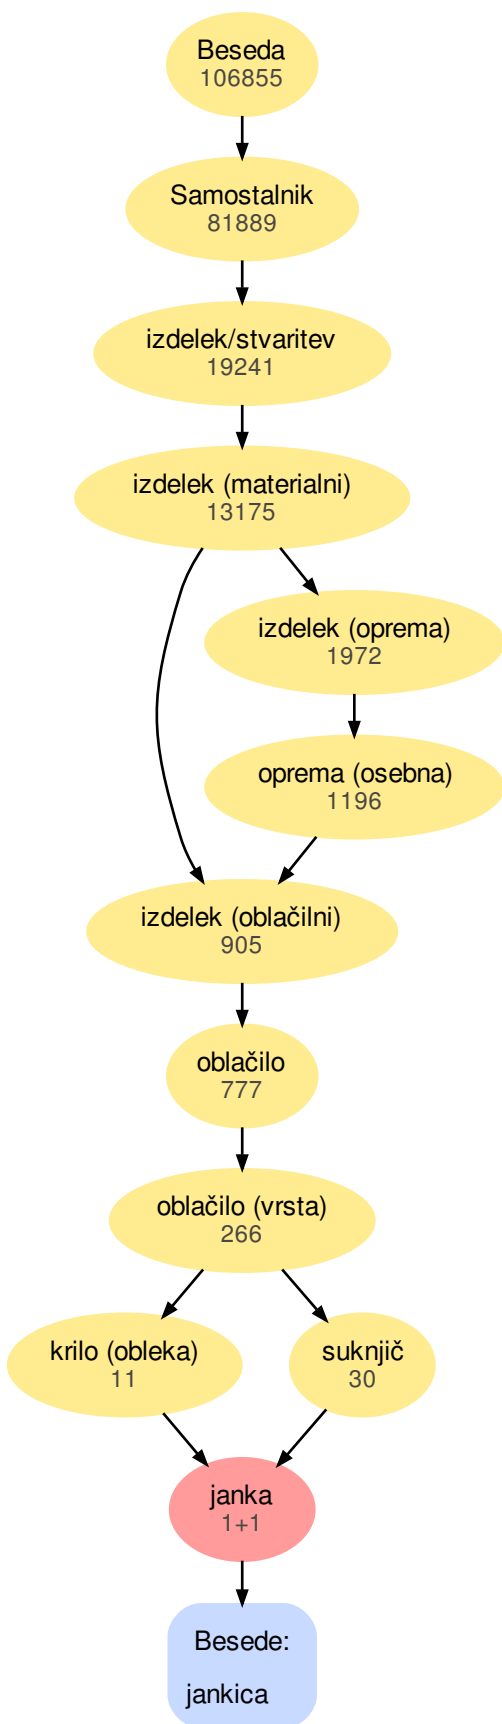 Beseda
106855
Samostalnik
81889
izdelek/stvaritev
19241
izdelek (materialni)
13175
izdelek (oprema)
1972
oprema (osebna)
1196
izdelek (oblačilni)
905
oblačilo
777
oblačilo (vrsta)
266
krilo (obleka)
11
suknjič
30
janka
1+1
Besede:
jankica